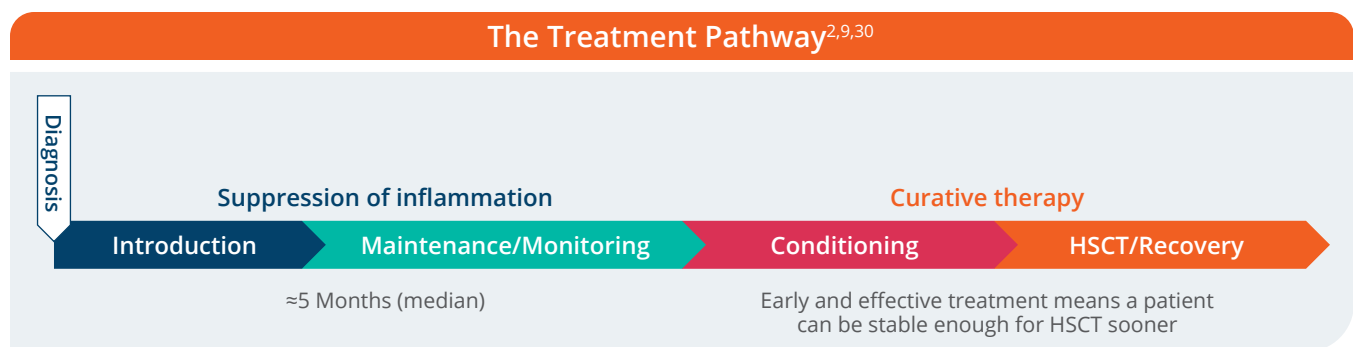 The Treatment Pathway2,9,30
Diagnosis
Suppression of inflammation
Curative therapy
Introduction
Maintenance/Monitoring
Conditioning
HSCT/Recovery
≈5 Months (median)
Early and effective treatment means a patient
can be stable enough for HSCT sooner